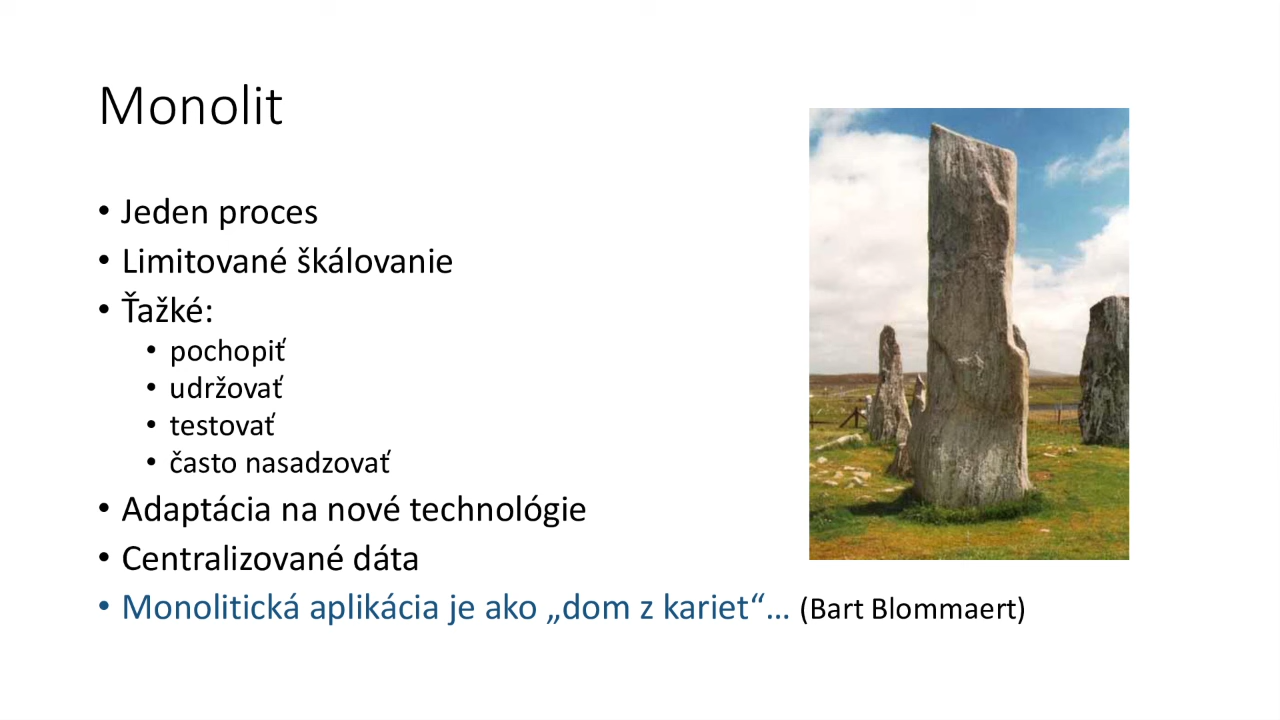 Monolit
• Jeden proces
• Limitované škálovanie
• Ťažké:
• pochopiť
• udržovať
• testovať
• často nasadzovať
• Adaptácia na nové technológie
• Centralizované dáta
• Monolitická aplikácia je ako „dom z kariet“… (Bart Blommaert)